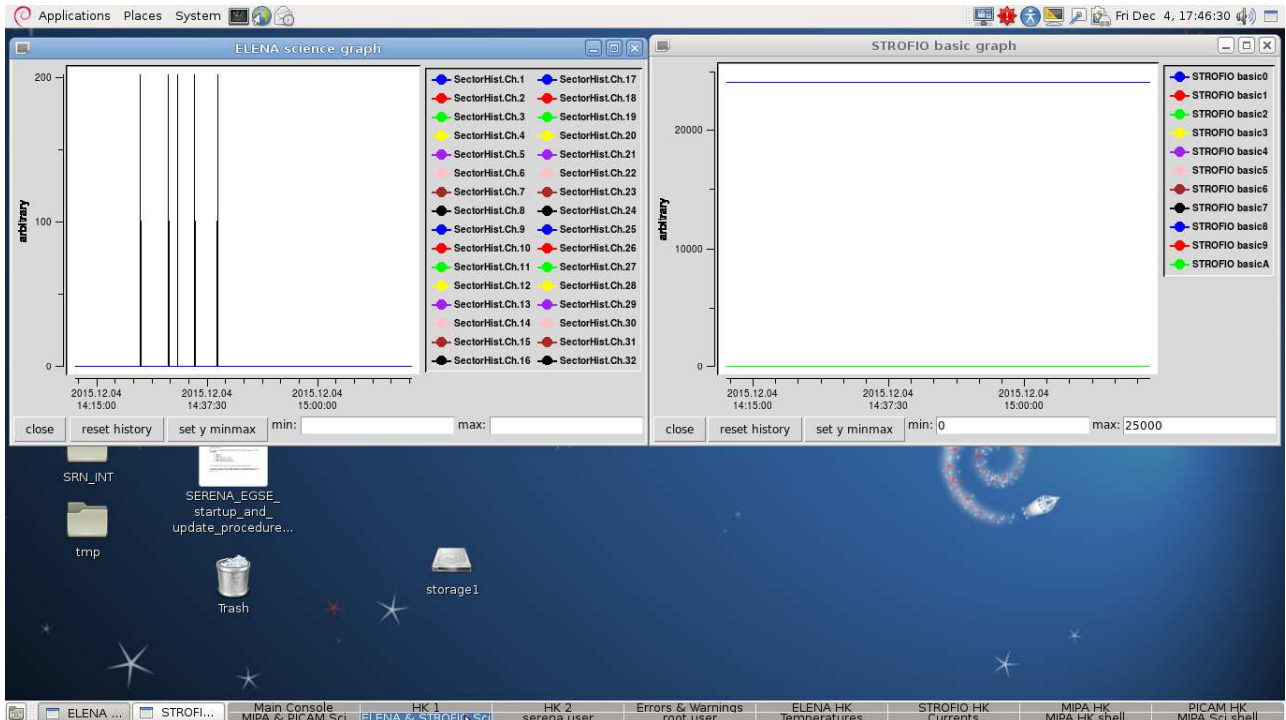 Applications Places System Fri Dec 4, 17:46:30
ELENA science graph
200
100
0
arbitrary
2015.12.04 2015.12.04 2015.12.04
14:15:00 14:37:30 15:00:00
SectorHist.Ch.1 SectorHist.Ch.17
SectorHist.Ch.2 SectorHist.Ch.18
SectorHist.Ch.3 SectorHist.Ch.19
SectorHist.Ch.4 SectorHist.Ch.20
SectorHist.Ch.5 SectorHist.Ch.21
SectorHist.Ch.6 SectorHist.Ch.22
SectorHist.Ch.7 SectorHist.Ch.23
SectorHist.Ch.8 SectorHist.Ch.24
SectorHist.Ch.9 SectorHist.Ch.25
SectorHist.Ch.10 SectorHist.Ch.26
SectorHist.Ch.11 SectorHist.Ch.27
SectorHist.Ch.12 SectorHist.Ch.28
SectorHist.Ch.13 SectorHist.Ch.29
SectorHist.Ch.14 SectorHist.Ch.30
SectorHist.Ch.15 SectorHist.Ch.31
SectorHist.Ch.16 SectorHist.Ch.32
close reset history set y minmax min: max:
STROFIO basic graph
20000
10000
0
arbitrary
2015.12.04 2015.12.04 2015.12.04
14:15:00 14:37:30 15:00:00
STROFIO basic0
STROFIO basic1
STROFIO basic2
STROFIO basic3
STROFIO basic4
STROFIO basic5
STROFIO basic6
STROFIO basic7
STROFIO basic8
STROFIO basic9
STROFIO basicA
close reset history set y minmax min: 0 max: 25000
SRN_INT
SERENA_EGSE_
startup_and_
update_procedure...
tmp
Trash
storage1
ELENA ... STROFI...
Main Console HK 1 HK 2 Errors & Warnings ELENA HK STROFIO HK MIPA HK PICAM HK
MIPA & PICAM Sci ELENA & STROFIO Sci serena user root user Temperatures Currents MIPA HK shell MIPA Sci shell